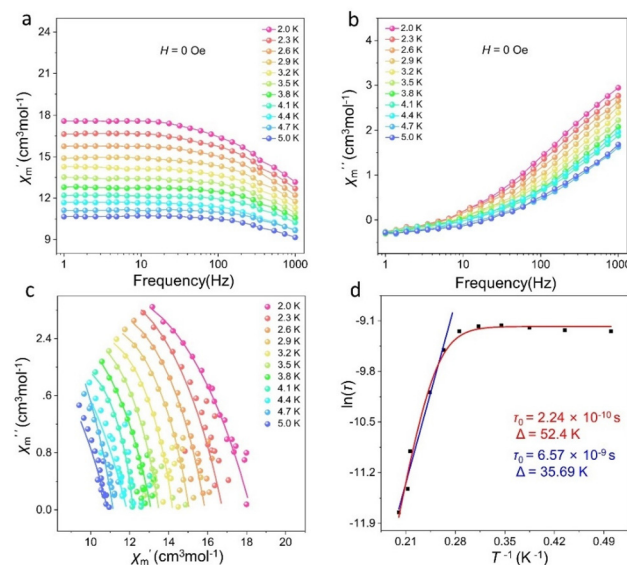 a
24
21
18
15
12
9
χm′ (cm³mol⁻¹)
H = 0 Oe
2.0 K
2.3 K
2.6 K
2.9 K
3.2 K
3.5 K
3.8 K
4.1 K
4.4 K
4.7 K
5.0 K
1
10
100
1000
Frequency(Hz)
b
4
3
2
1
0
χm′′ (cm³mol⁻¹)
2.0 K
2.3 K
2.6 K
2.9 K
3.2 K
3.5 K
3.8 K
4.1 K
4.4 K
4.7 K
5.0 K
H = 0 Oe
1
10
100
1000
Frequency(Hz)
c
2.4
.6
0.8
0.0
χm′′ (cm³mol⁻¹)
2.0 K
2.3 K
2.6 K
2.9 K
3.2 K
3.5 K
3.8 K
4.1 K
4.4 K
4.7 K
5.0 K
10
12
14
16
18
20
22
χm′ (cm³mol⁻¹)
d
-9.1
-9.8
-10.5
-11.2
-11.9
ln(τ)
τ0 = 2.24 × 10⁻¹⁰ s
Δ = 52.4 K
τ0 = 6.57 × 10⁻⁹ s
Δ = 35.69 K
0.21
0.28
0.35
0.42
0.49
T⁻¹ (K⁻¹)